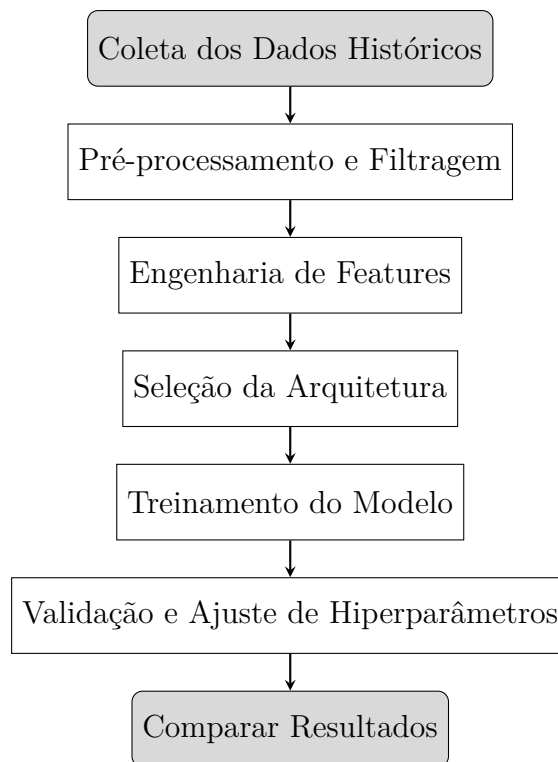 Coleta dos Dados Históricos
Pré-processamento e Filtragem
Engenharia de Features
Seleção da Arquitetura
Treinamento do Modelo
Validação e Ajuste de Hiperparâmetros
Comparar Resultados